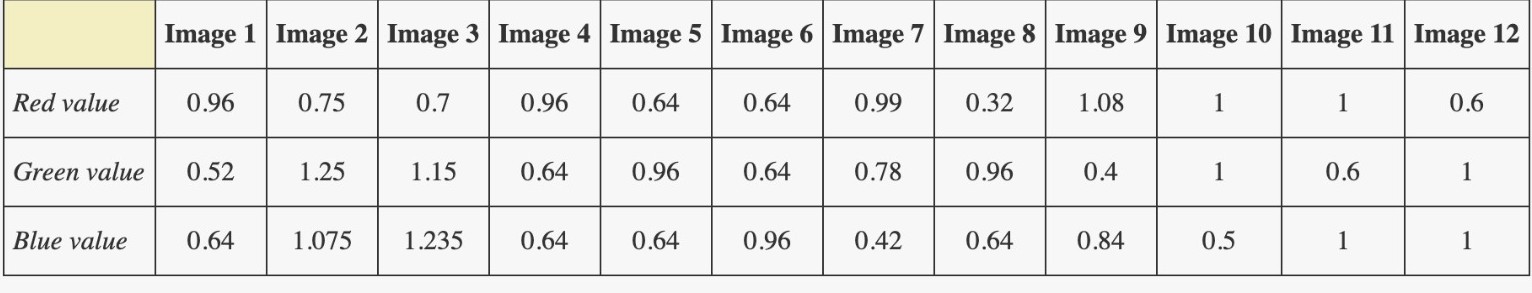 Image 1 Image 2 Image 3 Image 4 Image 5 Image 6 Image 7 Image 8 Image 9 Image 10 Image 11 Image 12
Red value 0.96 0.75 0.7 0.96 0.64 0.64 0.99 0.32 1.08 1 1 0.6
Green value 0.52 1.25 1.15 0.64 0.96 0.64 0.78 0.96 0.4 1 0.6 1
Blue value 0.64 1.075 1.235 0.64 0.64 0.96 0.42 0.64 0.84 0.5 1 1